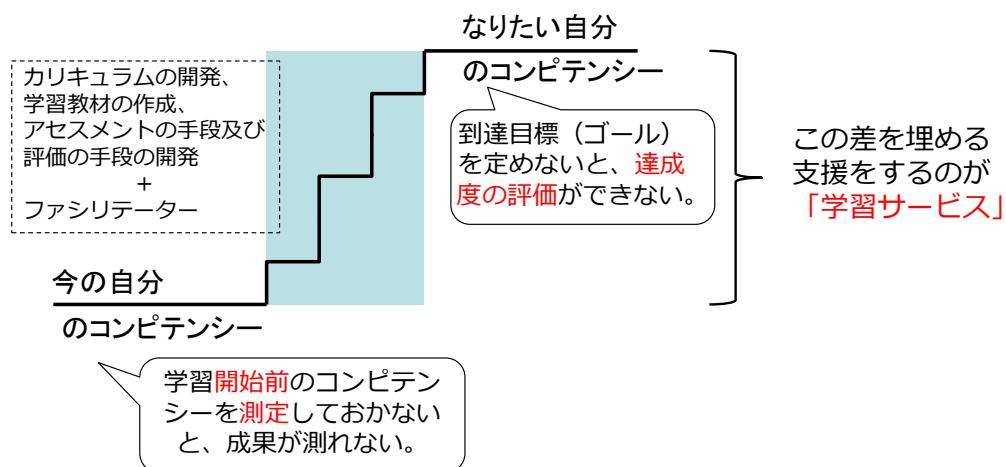 なりたい自分
のコンピテンシー
カリキュラムの開発、
学習教材の作成、
アセスメントの手段及び
評価の手段の開発
+
ファシリテーター
到達目標（ゴール）
を定めないと、達成
度の評価ができない。
この差を埋める
支援をするのが
「学習サービス」
今の自分
のコンピテンシー
学習開始前のコンピテン
シーを測定しておかない
と、成果が測れない。